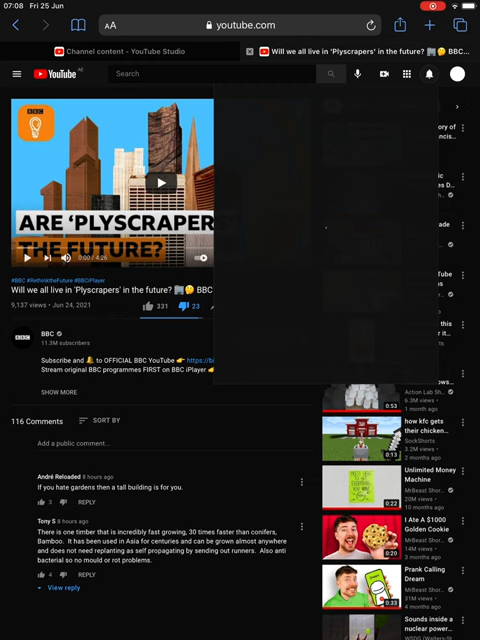 07:08 Fri 25 Jun
AA
youtube.com
Channel content - YouTube Studio
Will we all live in 'Plyscrapers' in the future? 🏢🤔 BBC...
YouTube AE
Search
BBC
ARE 'PLYSCRAPER
THE FUTURE?
0:00 / 4:26
#BBC #RethinktheFuture #BBCiPlayer
Will we all live in 'Plyscrapers' in the future? 🏢🤔 BBC
9,137 views • Jun 24, 2021
331
23
BBC
BBC
11.3M subscribers
Subscribe and 🔔 to OFFICIAL BBC YouTube 👉 https://bi
Stream original BBC programmes FIRST on BBC iPlayer 👉
SHOW MORE
116 Comments
SORT BY
Add a public comment...
André Reloaded 8 hours ago
If you hate gardens then a tall building is for you.
3
REPLY
Tony S 8 hours ago
There is one timber that is incredibly fast growing, 30 times faster than conifers,
Bamboo. It has been used in Asia for centuries and can be grown almost anywhere
and does not need replanting as self propagating by sending out runners. Also anti
bacterial so no mould or rot problems.
4
REPLY
View reply
ory of
ade
Tube
this
Action Lab Sh...
6.3M views •
1 month ago
0:53
how kfc gets
their chicken...
SockShorts
3.2M views •
2 months ago
0:13
Unlimited Money
Machine
MrBeast Shor...
20M views •
10 months ago
0:22
I Ate A $1000
Golden Cookie
MrBeast Shor...
14M views •
3 months ago
0:20
Prank Calling
Dream
MrBeast Shor...
31M views •
4 months ago
0:33
Sounds inside a
nuclear power...